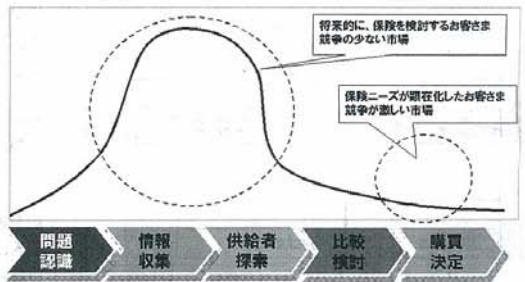 将来的に、保険を検討するお客さま
競争の少ない市場
保険ニーズが顕在化したお客さま
競争が激しい市場
問題
認識
情報
収集
供給者
探索
比較
検討
購買
決定